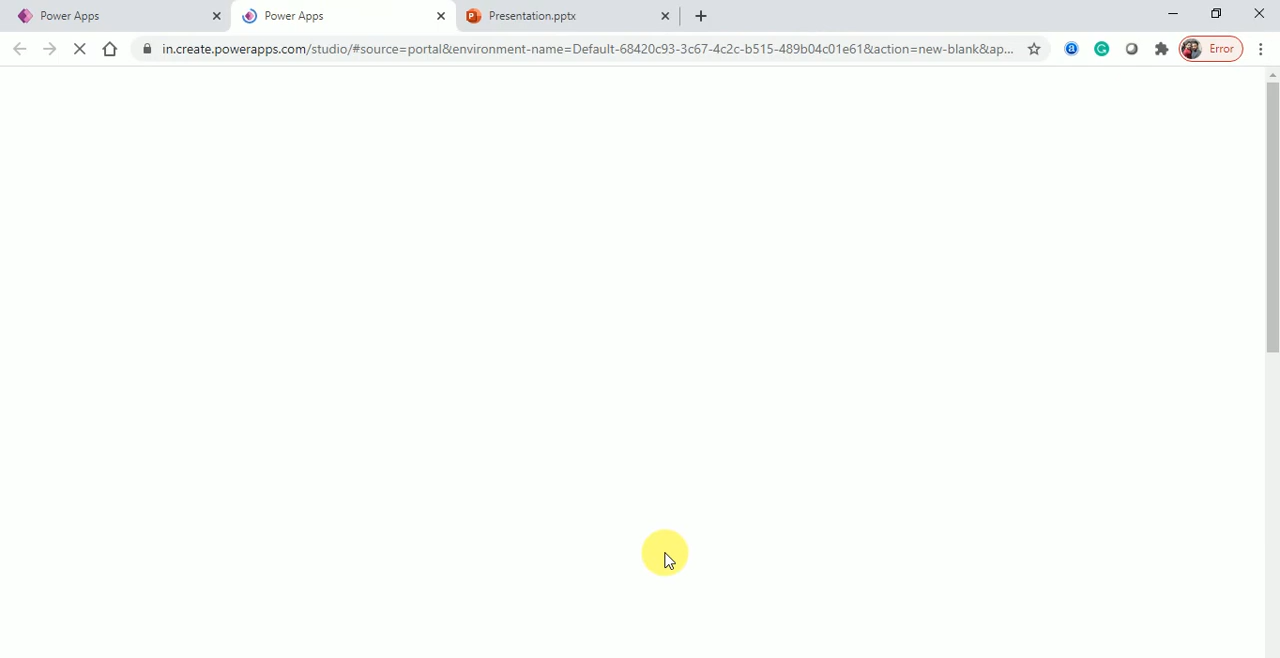 Power Apps
Power Apps
Presentation.pptx
in.create.powerapps.com/studio/#source=portal&environment-name=Default-68420c93-3c67-4c2c-b515-489b04c01e61&action=new-blank&ap...
a
G
Error